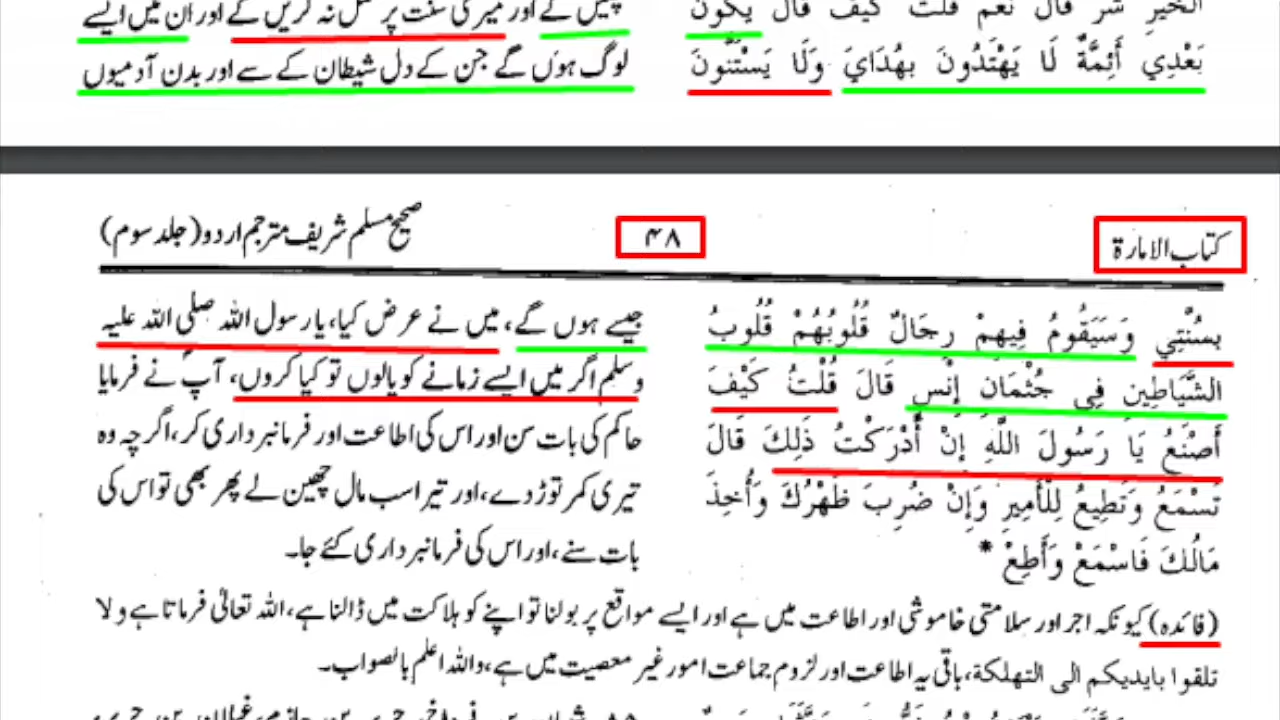 الخَيْرِ شَرٌّ قَالَ نَعَمْ قُلْتُ كَيْفَ قَالَ يَكُونُ
بَعْدِي أَئِمَّةٌ لَا يَهْتَدُونَ بِهُدَايَ وَلَا يَسْتَنُّونَ
گے اور میری سنت پر عمل نہ کریں گے اور ان میں ایسے
لوگ ہوں گے جن کے دل شیطان کے سے اور بدن آدمیوں
کتاب الامارۃ
۴۸
صحیح مسلم شریف مترجم اردو (جلد سوم)
بِسُنَّتِي وَسَيَقُومُ فِيهِمْ رِجَالٌ قُلُوبُهُمْ قُلُوبُ
الشَّيَاطِينِ فِي جُثْمَانِ إِنْسٍ قَالَ قُلْتُ كَيْفَ
أَصْنَعُ يَا رَسُولَ اللَّهِ إِنْ أَدْرَكْتُ ذَلِكَ قَالَ
تَسْمَعُ وَتُطِيعُ لِلْأَمِيرِ وَإِنْ ضُرِبَ ظَهْرُكَ وَأُخِذَ
مَالُكَ فَاسْمَعْ وَأَطِعْ *
جیسے ہوں گے، میں نے عرض کیا، یا رسول اللہ صلی اللہ علیہ
وسلم اگر میں ایسے زمانے کو پالوں تو کیا کروں، آپ نے فرمایا
حاکم کی بات سن اور اس کی اطاعت اور فرمانبرداری کر، اگرچہ وہ
تیری کمر توڑ دے، اور تیرا سب مال چھین لے پھر بھی تو اس کی
بات سنے، اور اس کی فرمانبرداری کئے جا۔
(فائدہ) کیونکہ اجر اور سلامتی خاموشی اور اطاعت میں ہے اور ایسے مواقع پر بولنا تو اپنے کو ہلاکت میں ڈالنا ہے، اللہ تعالیٰ فرماتا ہے ولا
تلقوا بایدیکم الی التھلکة، باقی یہ اطاعت اور لزوم جماعت امور غیر معصیت میں ہے، واللہ اعلم بالصواب۔